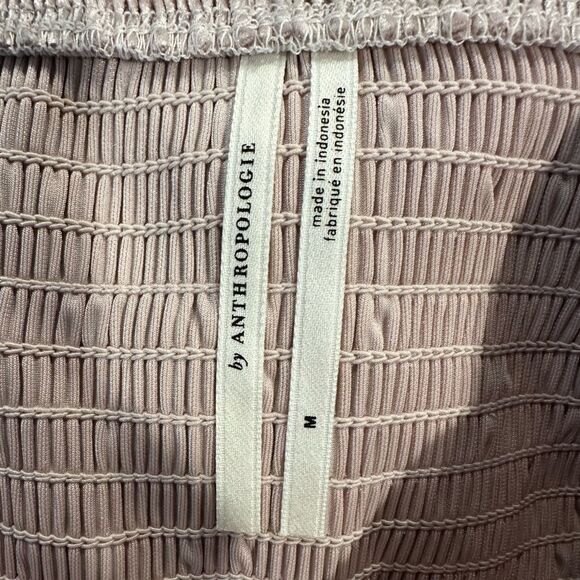 by ANTHROPOLOGIE
made in indonesia
fabriqué en indonésie
M